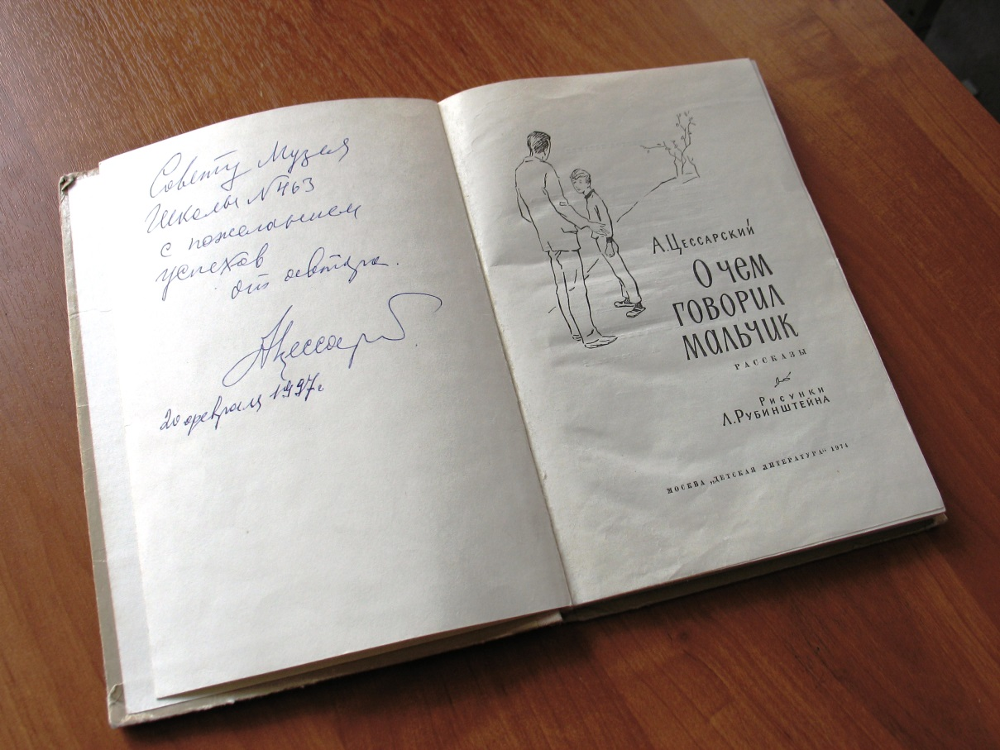 Совету Музея
Школы №463
с пожеланием
успехов
от автора.
20 февраля 1997г
А. Цессарский
О чем
говорил
мальчик
рассказы
Рисунки
Л. Рубинштейна
Москва „Детская литература“ 1974